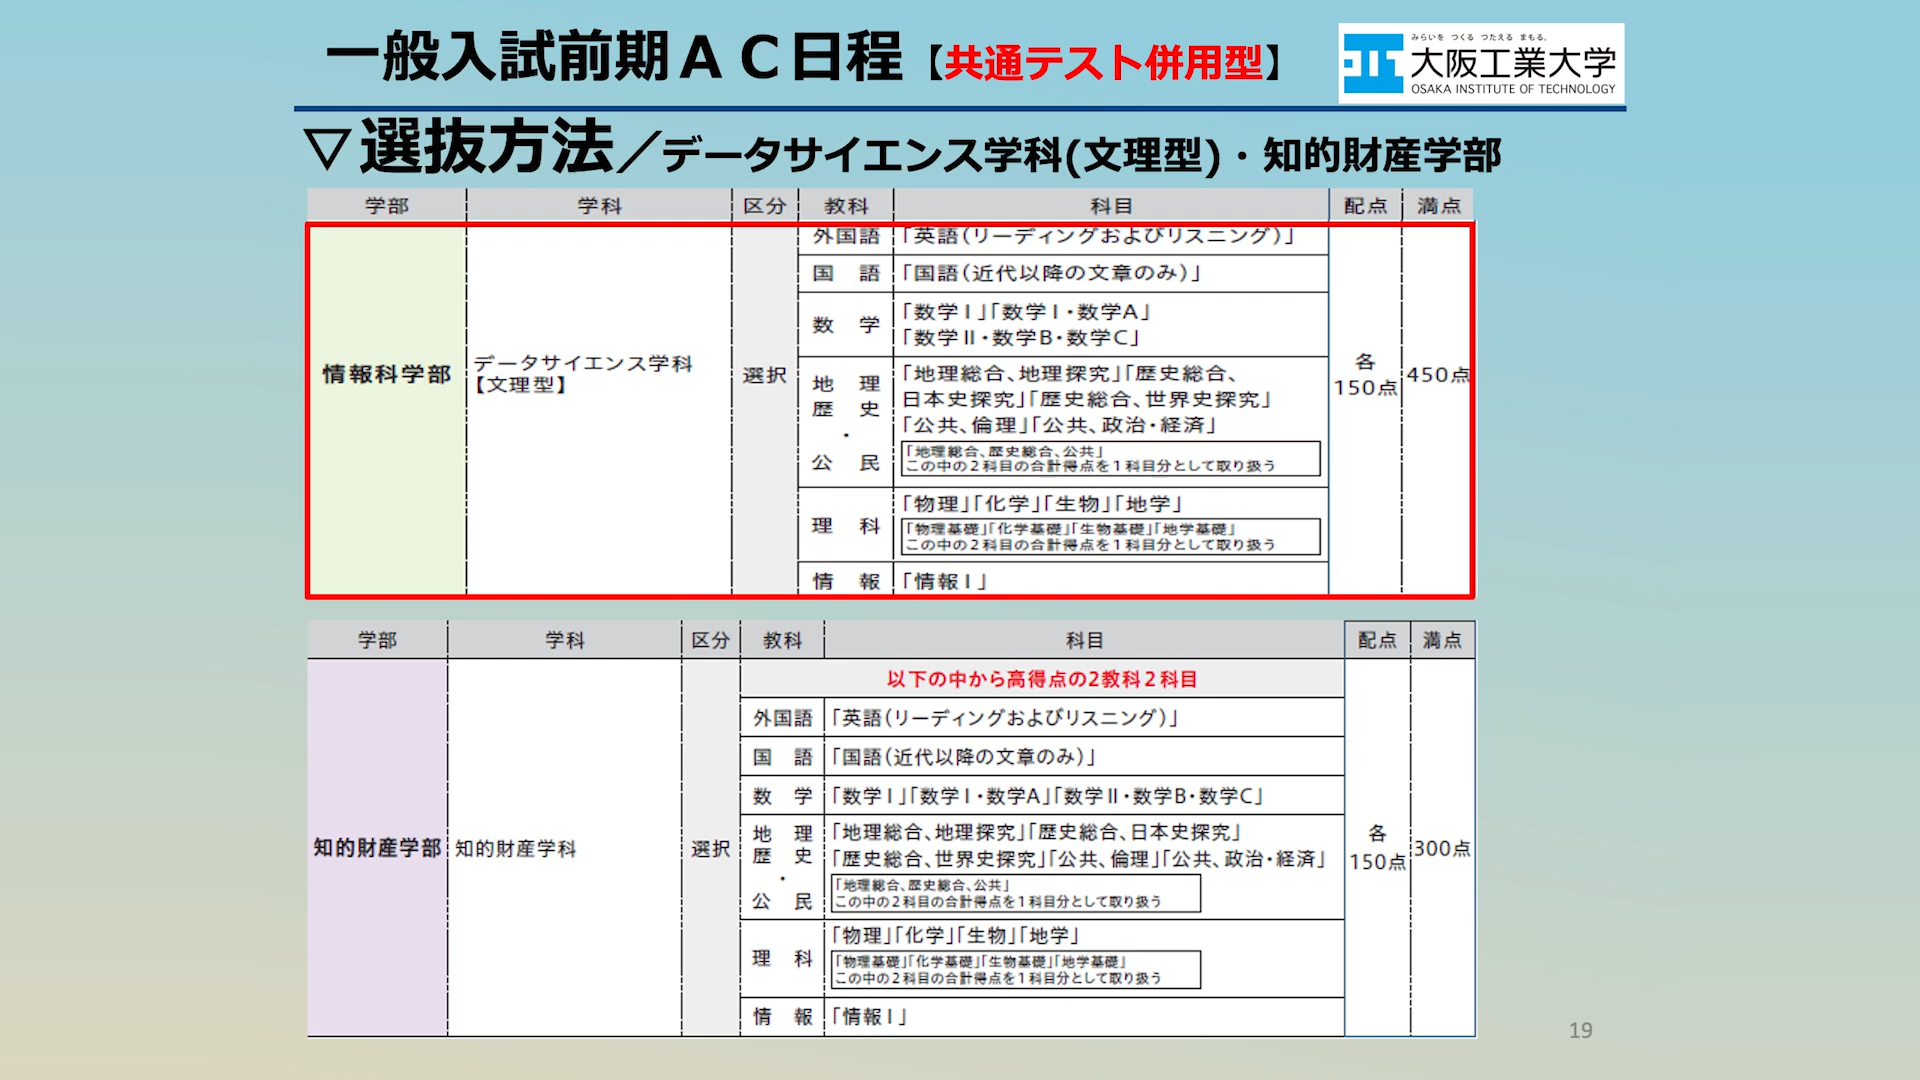 一般入試前期ＡＣ日程【共通テスト併用型】
みらいを つくる つたえる まもる。
大阪工業大学
OSAKA INSTITUTE OF TECHNOLOGY
▽選抜方法／データサイエンス学科(文理型)・知的財産学部
学部 学科 区分 教科 科目 配点 満点
情報科学部
データサイエンス学科
【文理型】
選択
外国語 「英語(リーディングおよびリスニング)」
国 語 「国語(近代以降の文章のみ)」
数 学 「数学Ⅰ」「数学Ⅰ・数学A」
「数学Ⅱ・数学B・数学C」
地 理
歴 史
・
公 民
「地理総合、地理探究」「歴史総合、
日本史探究」「歴史総合、世界史探究」
「公共、倫理」「公共、政治・経済」
「地理総合、歴史総合、公共」
この中の２科目の合計得点を１科目分として取り扱う
理 科 「物理」「化学」「生物」「地学」
「物理基礎」「化学基礎」「生物基礎」「地学基礎」
この中の２科目の合計得点を１科目分として取り扱う
情 報 「情報Ⅰ」
各
150点
450点
学部 学科 区分 教科 科目 配点 満点
知的財産学部
知的財産学科
選択
以下の中から高得点の2教科２科目
外国語 「英語(リーディングおよびリスニング)」
国 語 「国語(近代以降の文章のみ)」
数 学 「数学Ⅰ」「数学Ⅰ・数学A」「数学Ⅱ・数学B・数学C」
地 理
歴 史
・
公 民
「地理総合、地理探究」「歴史総合、日本史探究」
「歴史総合、世界史探究」「公共、倫理」「公共、政治・経済」
「地理総合、歴史総合、公共」
この中の２科目の合計得点を１科目分として取り扱う
理 科 「物理」「化学」「生物」「地学」
「物理基礎」「化学基礎」「生物基礎」「地学基礎」
この中の２科目の合計得点を１科目分として取り扱う
情 報 「情報Ⅰ」
各
150点
300点
19